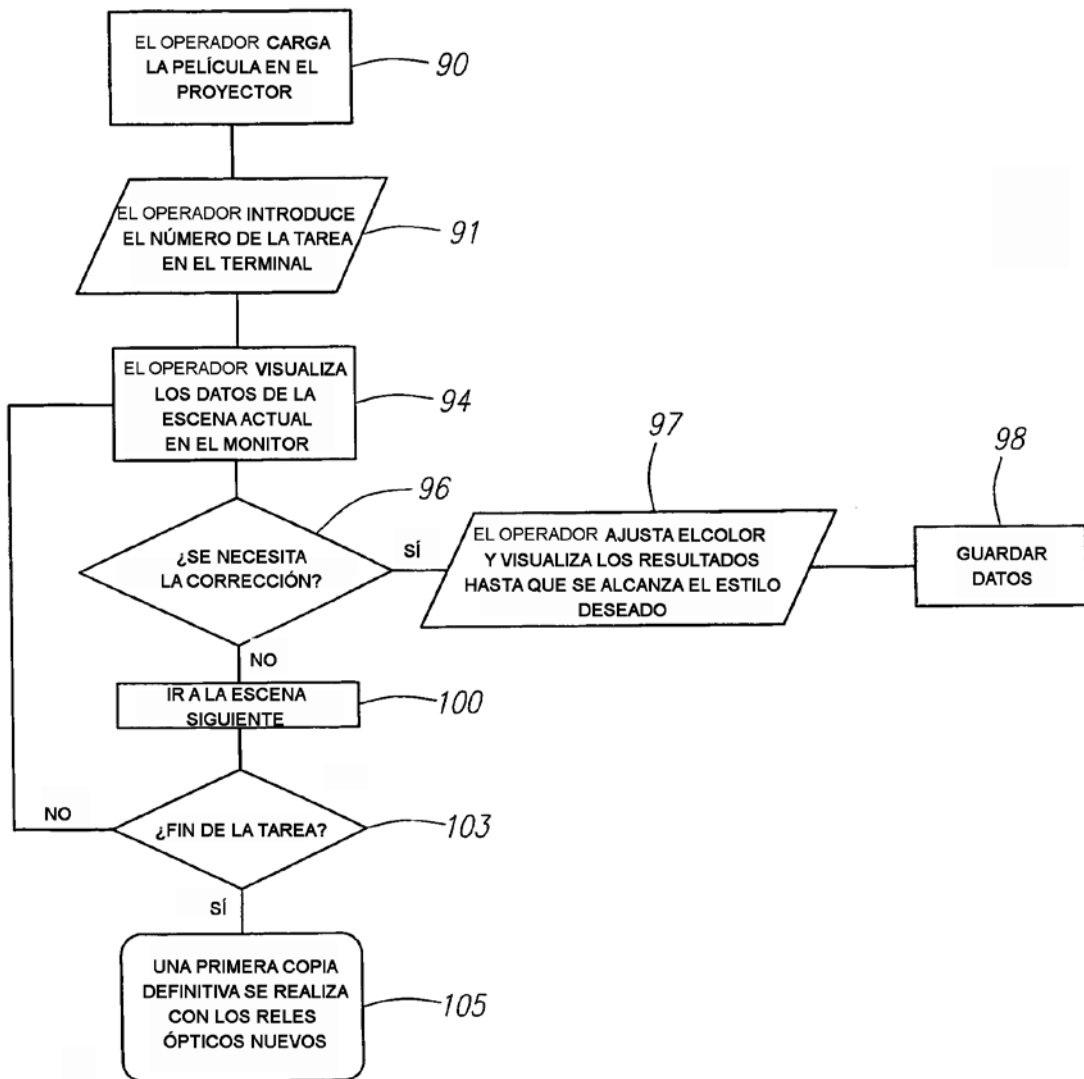 EL OPERADOR CARGA
LA PELÍCULA EN EL
PROYECTOR
90
EL OPERADOR INTRODUCE
EL NÚMERO DE LA TAREA
EN EL TERMINAL
91
EL OPERADOR VISUALIZA
LOS DATOS DE LA
ESCENA ACTUAL
EN EL MONITOR
94
96
¿SE NECESITA
LA CORRECCIÓN?
SÍ
97
EL OPERADOR AJUSTA ELCOLOR
Y VISUALIZA LOS RESULTADOS
HASTA QUE SE ALCANZA EL ESTILO
DESEADO
98
GUARDAR
DATOS
NO
IR A LA ESCENA
SIGUIENTE
100
NO
¿FIN DE LA TAREA?
103
SÍ
UNA PRIMERA COPIA
DEFINITIVA SE REALIZA
CON LOS RELES
ÓPTICOS NUEVOS
105